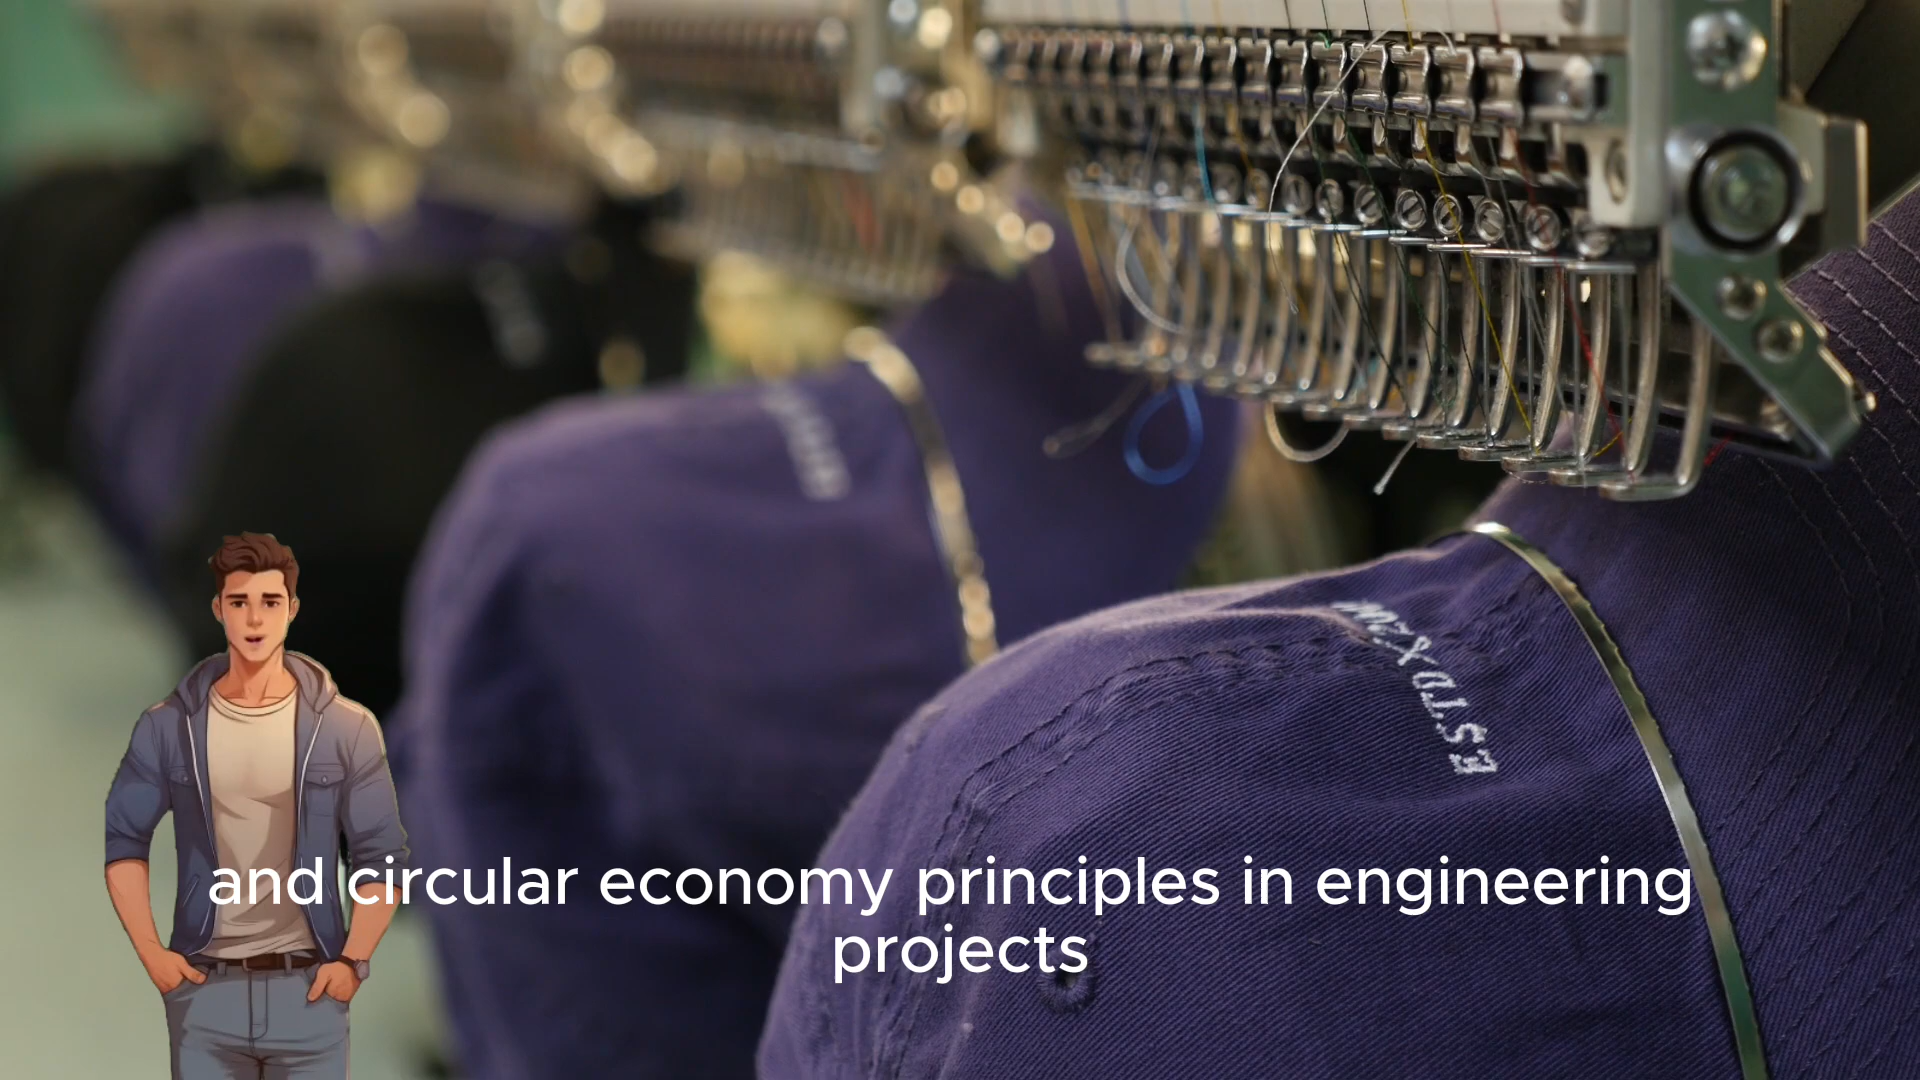 and circular economy principles in engineering
projects